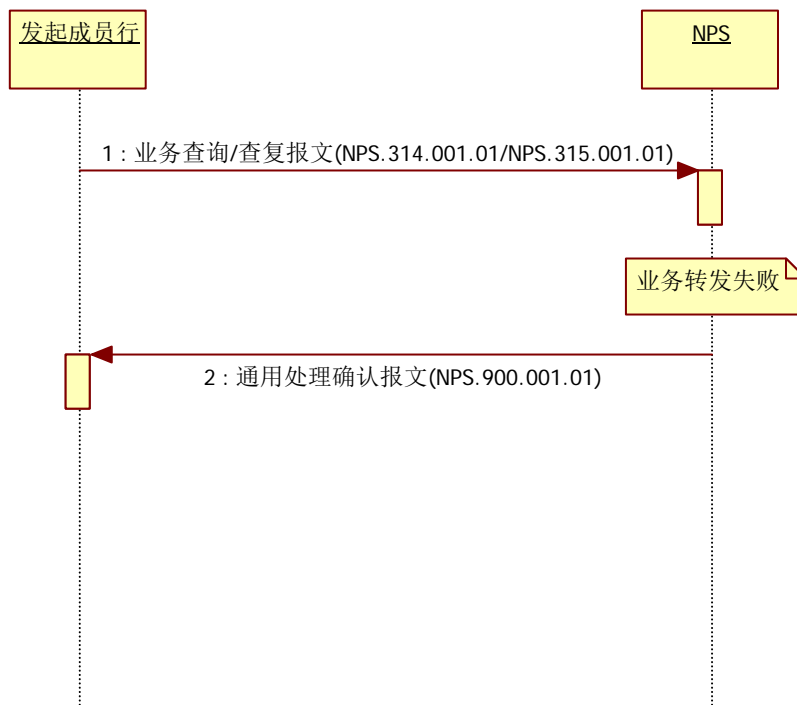 发起成员行
NPS
1 : 业务查询/查复报文(NPS.314.001.01/NPS.315.001.01)
业务转发失败
2 : 通用处理确认报文(NPS.900.001.01)